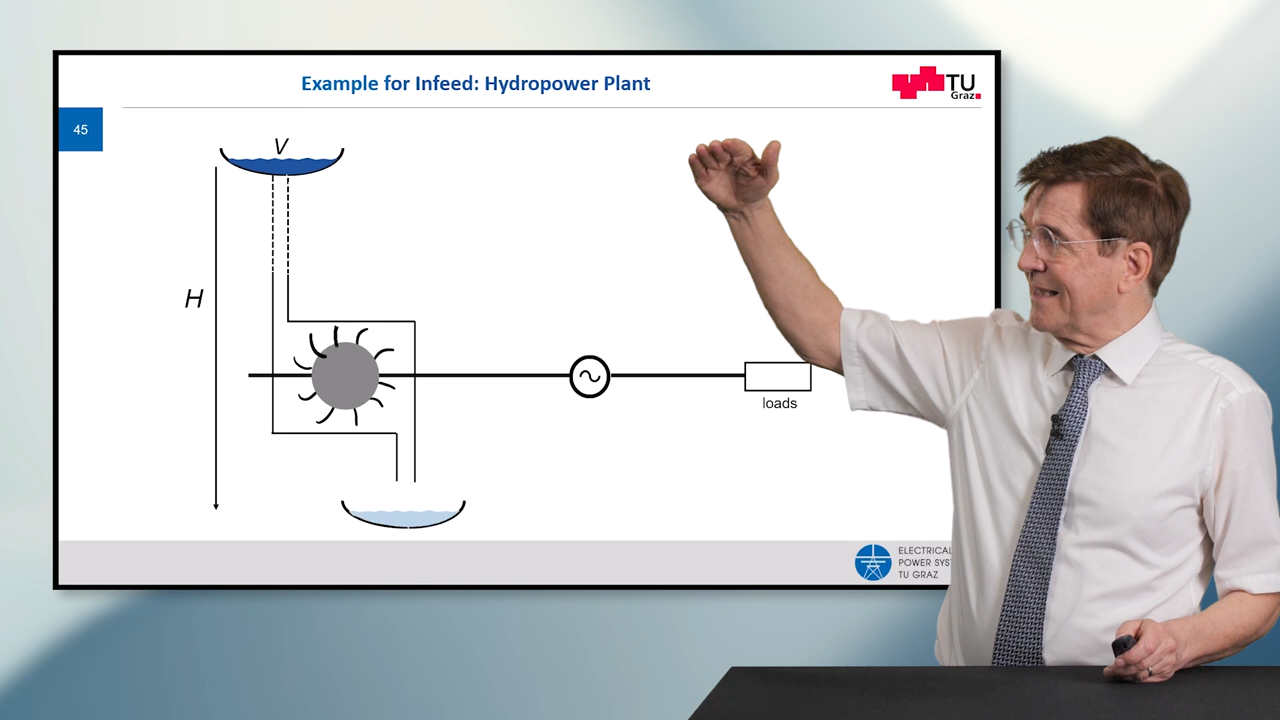 Example for Infeed: Hydropower Plant
TU
Graz
45
V
H
loads
ELECTRICAL
POWER SYS
TU GRAZ